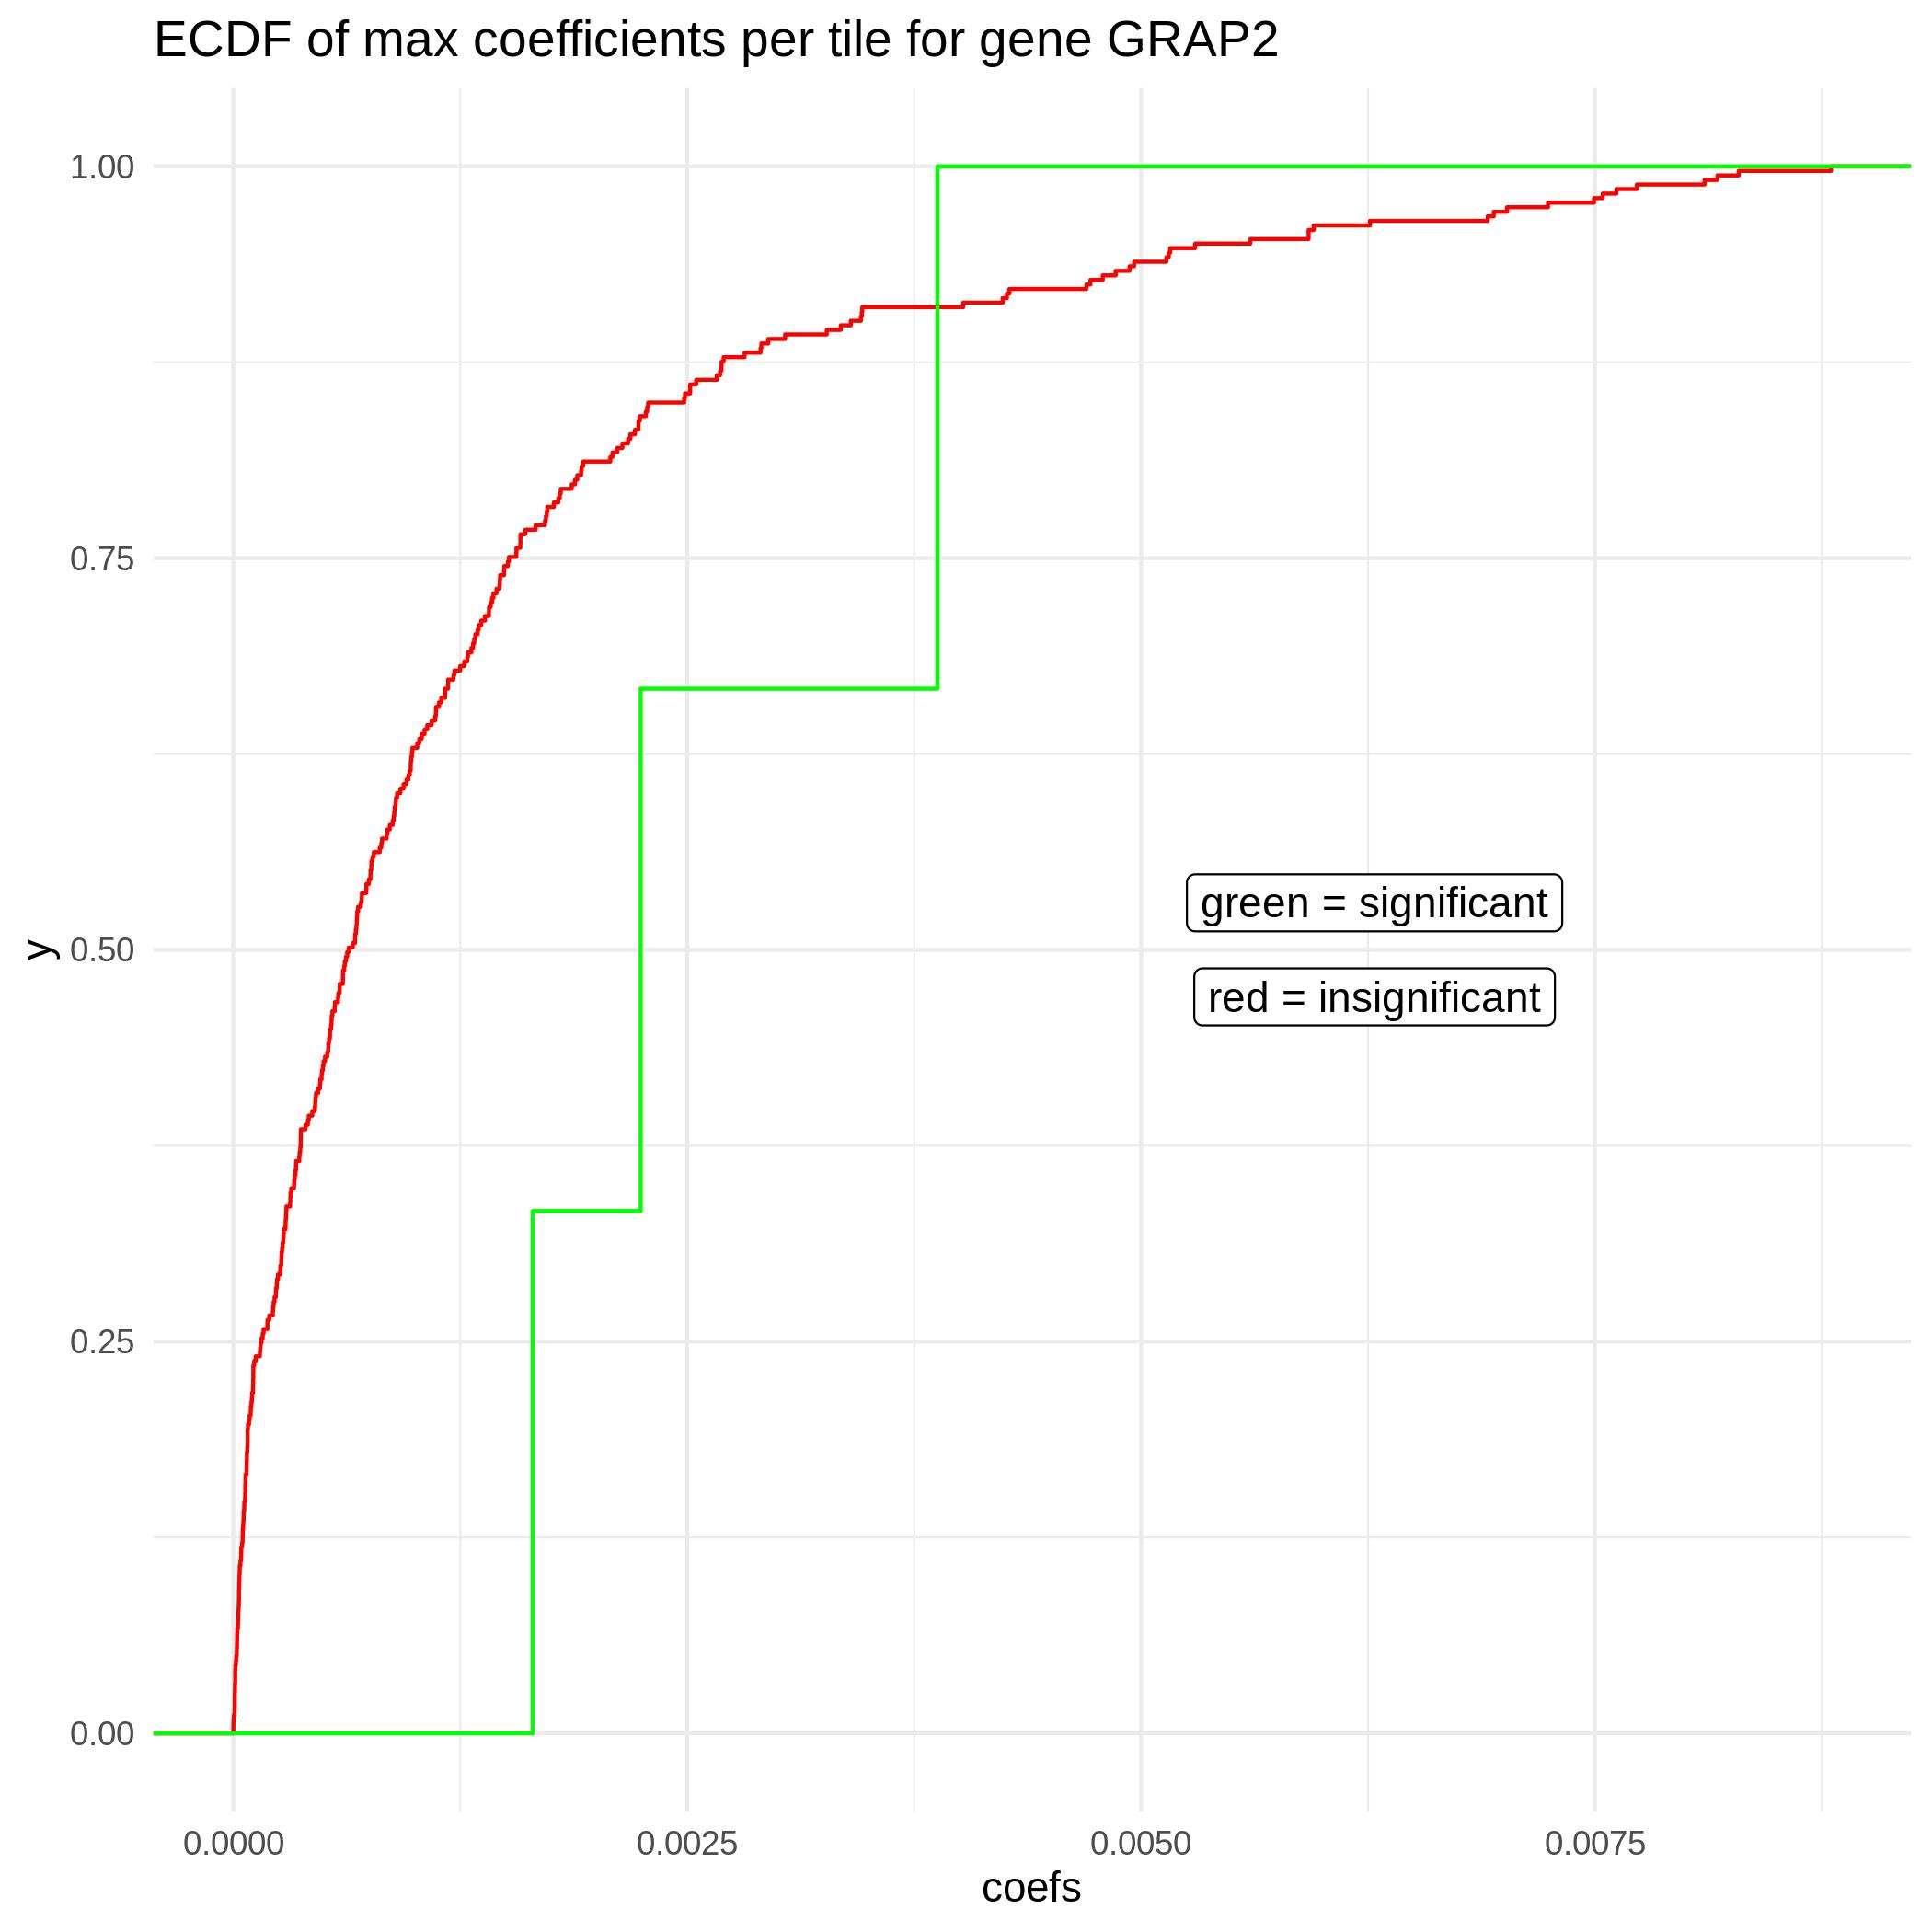 ECDF of max coefficients per tile for gene GRAP2
1.00
0.75
0.50
0.25
0.00
y
green = significant
red = insignificant
0.0000 0.0025 0.0050 0.0075
coefs